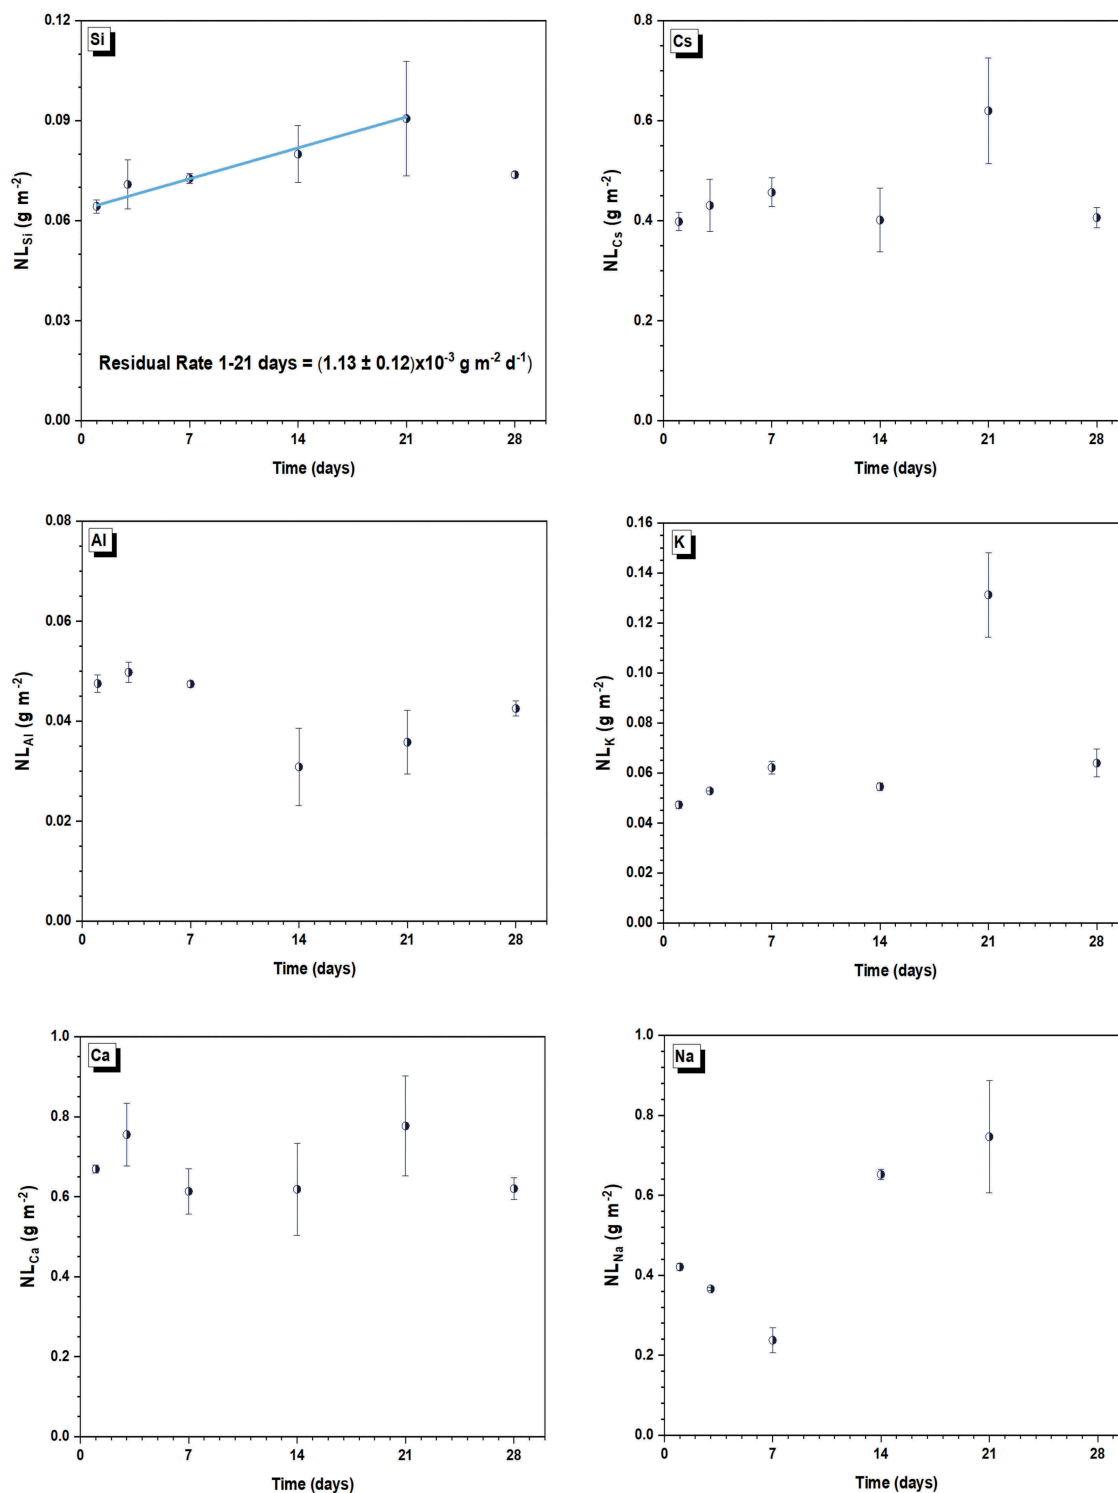 Si
0.12
0.09
0.06
0.03
0.00
NL_Si (g m⁻²)
Residual Rate 1-21 days = (1.13 ± 0.12)x10⁻³ g m⁻² d⁻¹)
0 7 14 21 28
Time (days)
Cs
0.8
0.6
0.4
0.2
0.0
NL_Cs (g m⁻²)
0 7 14 21 28
Time (days)
Al
0.08
0.06
0.04
0.02
0.00
NL_Al (g m⁻²)
0 7 14 21 28
Time (days)
K
0.16
0.14
0.12
0.10
0.08
0.06
0.04
0.02
0.00
NL_K (g m⁻²)
0 7 14 21 28
Time (days)
Ca
1.0
0.8
0.6
0.4
0.2
0.0
NL_Ca (g m⁻²)
0 7 14 21 28
Time (days)
Na
1.0
0.8
0.6
0.4
0.2
0.0
NL_Na (g m⁻²)
0 7 14 21 28
Time (days)